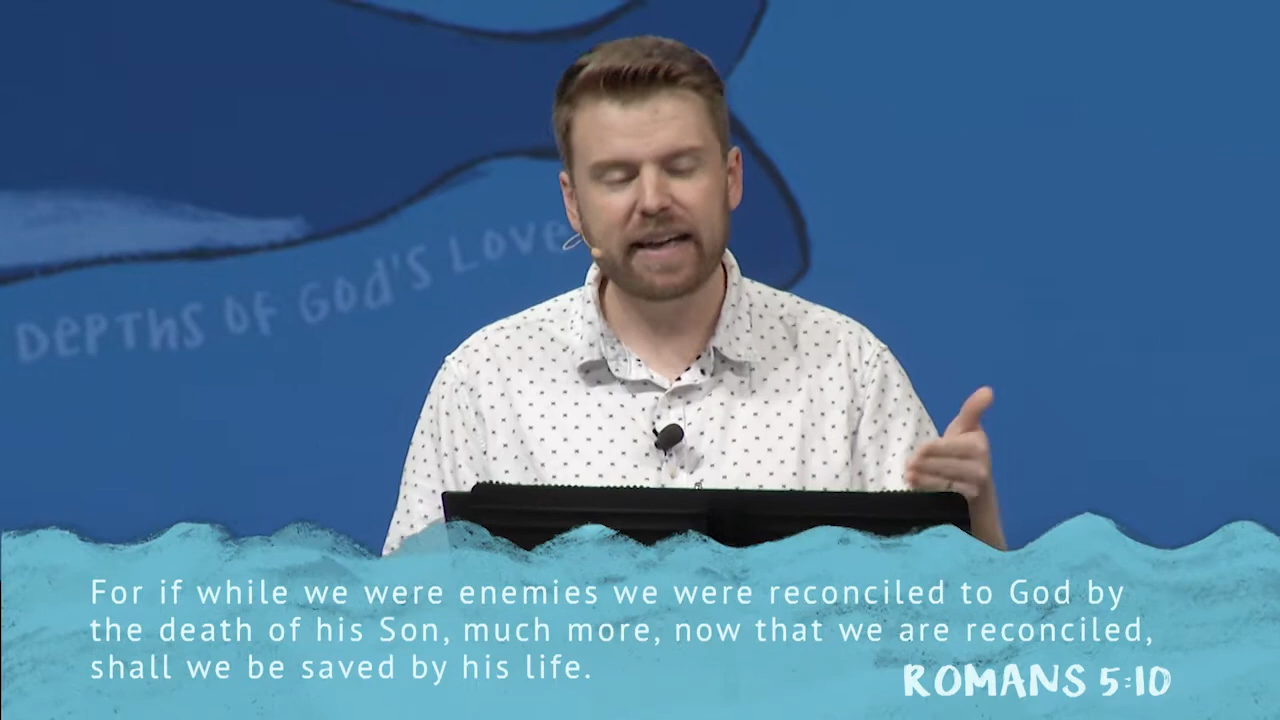 DEPTHS OF GOD'S LOVE
For if while we were enemies we were reconciled to God by
the death of his Son, much more, now that we are reconciled,
shall we be saved by his life.
ROMANS 5:10